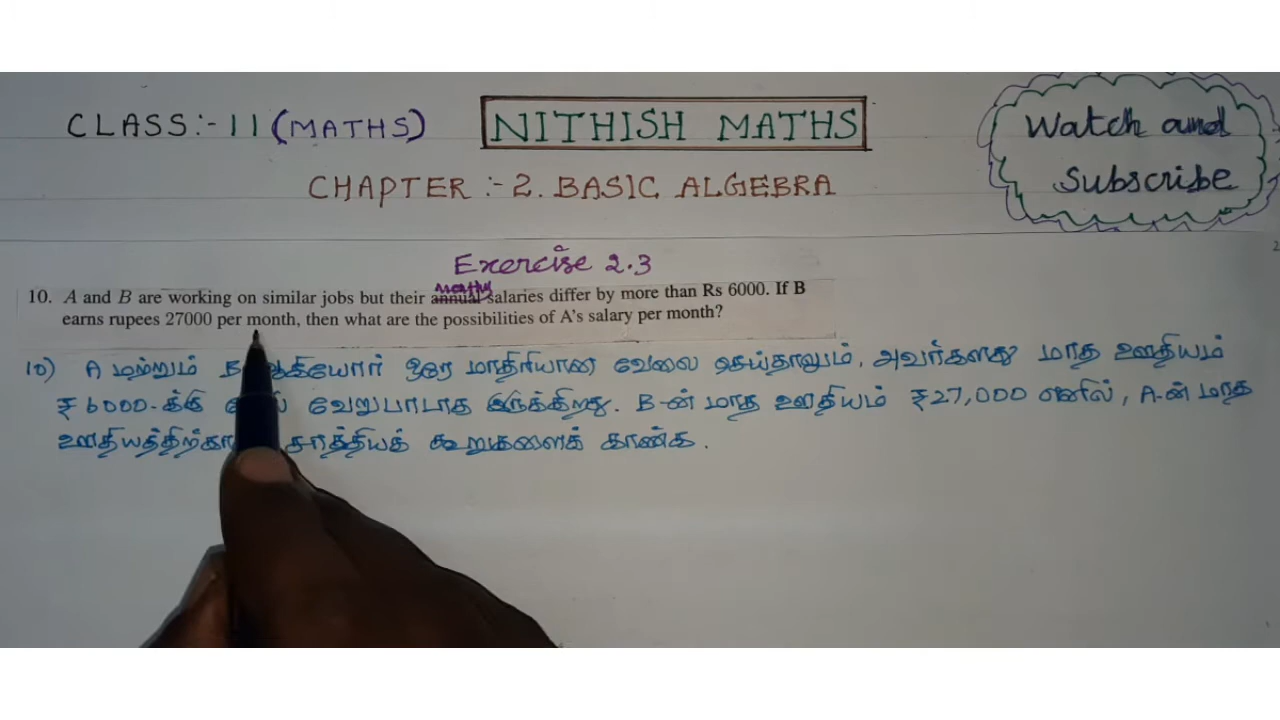 CLASS:- 11 (MATHS)
NITHISH MATHS
Watch and
Subscribe
CHAPTER :- 2. BASIC ALGEBRA
Exercise 2.3
monthly
10. A and B are working on similar jobs but their annual salaries differ by more than Rs 6000. If B
earns rupees 27000 per month, then what are the possibilities of A's salary per month?
10) A மற்றும் B ஆகியோர் ஒரே மாதிரியான வேலை செய்தாலும், அவர்களது மாத ஊதியம்
₹ 6000-க்கு வேறுபாடாக இருக்கிறது. B-ன் மாத ஊதியம் ₹27,000 எனில், A-ன் மாத
சாத்தியக் கூறுகளைக் காண்க.